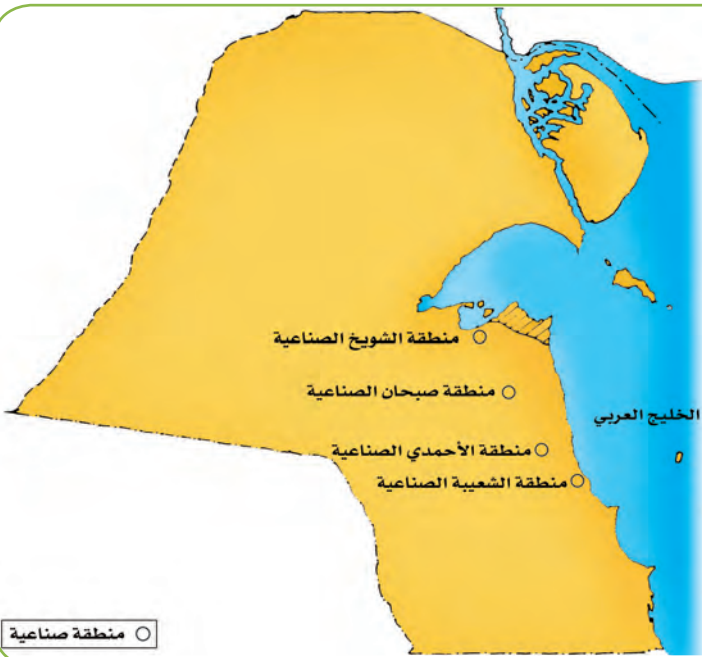 منطقة الشويخ الصناعية
منطقة صبحان الصناعية
الخليج العربي
منطقة الأحمدي الصناعية
منطقة الشعيبة الصناعية
منطقة صناعية